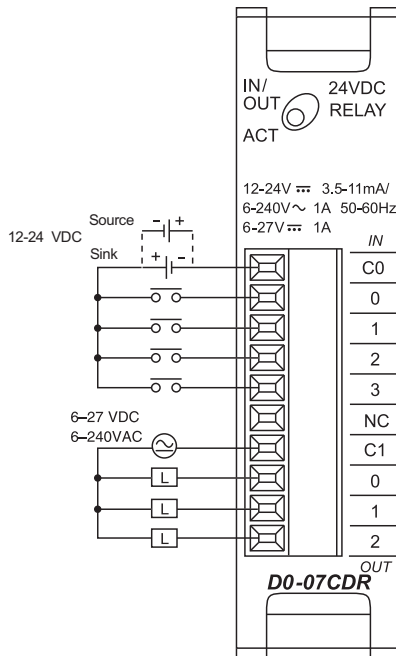 IN/
OUT
ACT
24VDC
RELAY
12-24V ⎓ 3.5-11mA/
6-240V ∿ 1A 50-60Hz
6-27V ⎓ 1A
Source
- +
12-24 VDC
Sink
+ -
6–27 VDC
6–240VAC
L
L
L
IN
C0
0
1
2
3
NC
C1
0
1
2
OUT
D0-07CDR